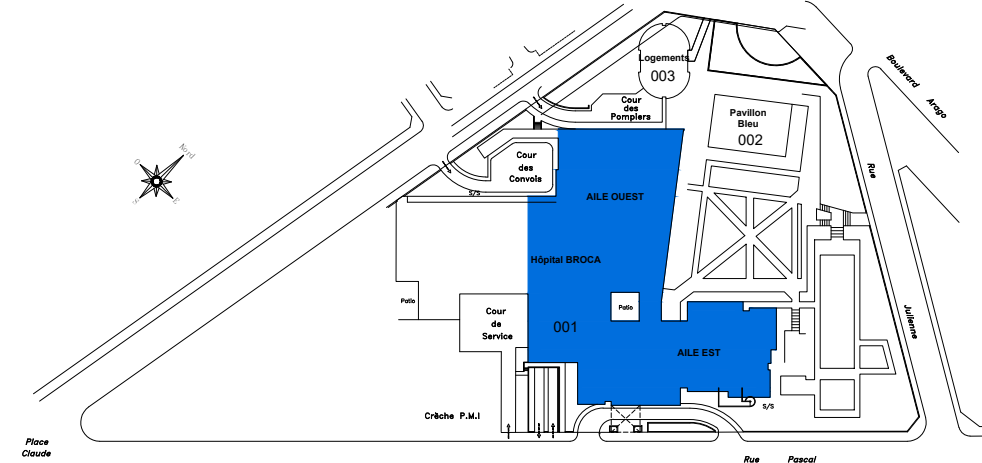 Logements
003
Boulevard
Arago
Cour
des
Pompiers
Pavillon
Bleu
002
Nord
O
S
E
Cour
des
Convois
S/S
Rue
AILE OUEST
Hôpital BROCA
Patio
Patio
Cour
de
Service
001
Julienne
AILE EST
S/S
Crèche P.M.I
Place
Claude
Rue
Pascal